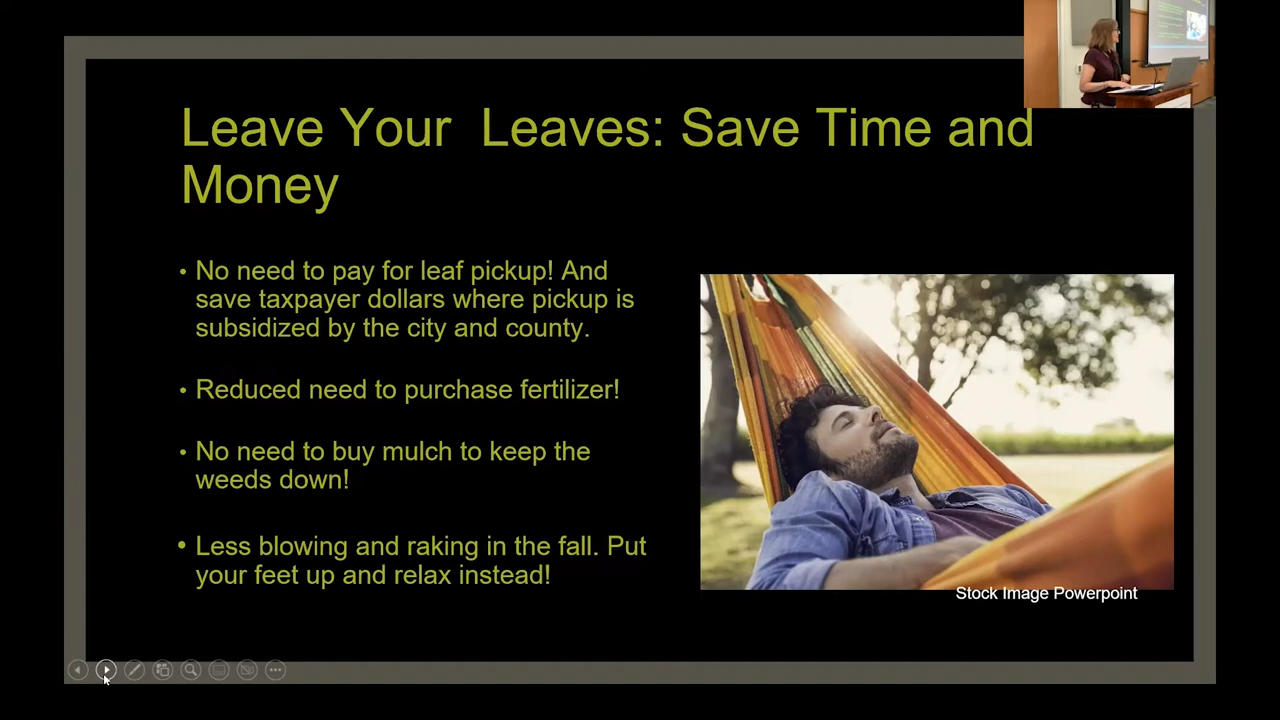 Leave Your  Leaves: Save Time and
Money
• No need to pay for leaf pickup! And
save taxpayer dollars where pickup is
subsidized by the city and county.
• Reduced need to purchase fertilizer!
• No need to buy mulch to keep the
weeds down!
• Less blowing and raking in the fall. Put
your feet up and relax instead!
Stock Image Powerpoint